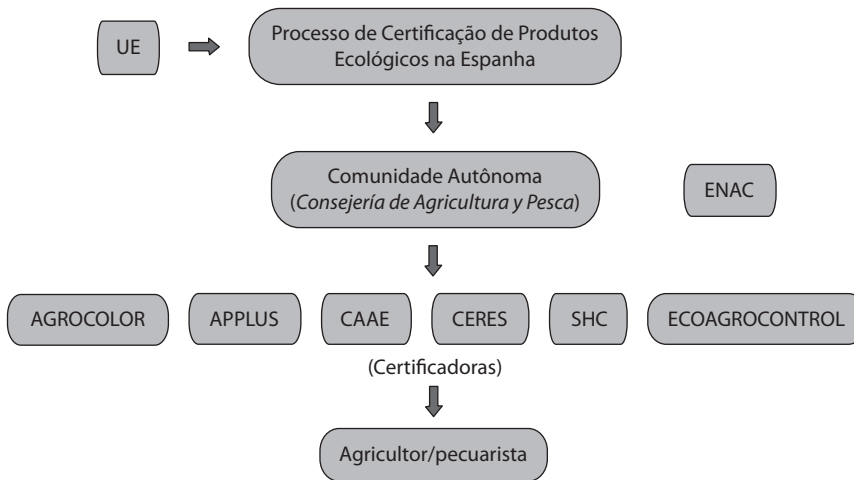 UE
Processo de Certificação de Produtos
Ecológicos na Espanha
Comunidade Autônoma
(Consejería de Agricultura y Pesca)
ENAC
AGROCOLOR
APPLUS
CAAE
CERES
SHC
ECOAGROCONTROL
(Certificadoras)
Agricultor/pecuarista